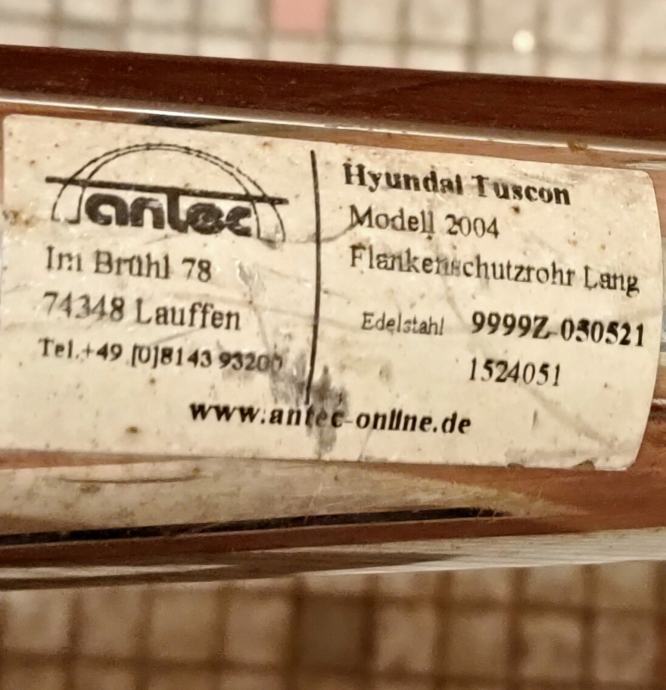 antec
Im Brühl 78
74348 Lauffen
Tel.+49 [0]8143 93200
Hyundai Tuscon
Modell 2004
Flankenschutzrohr Lang
Edelstahl 9999Z-050521
1524051
www.antec-online.de